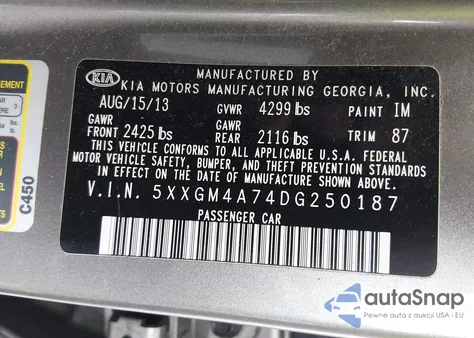 MANUFACTURED BY
KIA
KIA MOTORS MANUFACTURING GEORGIA, INC.
AUG/15/13 GVWR 4299 lbs PAINT IM
GAWR GAWR
FRONT 2425 lbs REAR 2116 lbs TRIM 87
THIS VEHICLE CONFORMS TO ALL APPLICABLE U.S.A. FEDERAL
MOTOR VEHICLE SAFETY, BUMPER, AND THEFT PREVENTION STANDARDS
IN EFFECT ON THE DATE OF MANUFACTURE SHOWN ABOVE.
V.I.N. 5XXGM4A74DG250187
PASSENGER CAR
EMENT
3
C450
autoSnap
Pewne auta z aukcji USA i EU